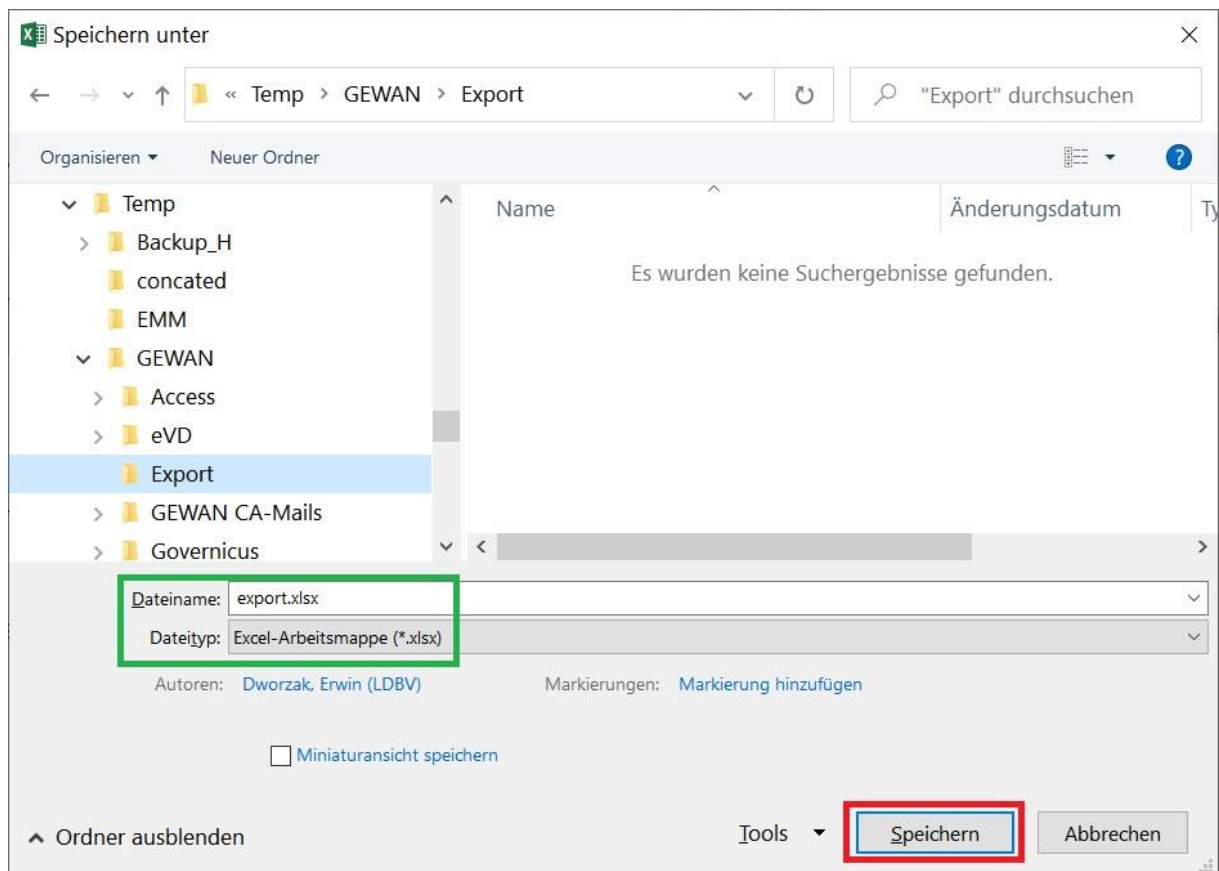 Speichern unter
« Temp > GEWAN > Export
"Export" durchsuchen
Organisieren
Neuer Ordner
?
Temp
Backup_H
concated
EMM
GEWAN
Access
eVD
Export
GEWAN CA-Mails
Governicus
Name
Änderungsdatum
Ty
Es wurden keine Suchergebnisse gefunden.
Dateiname: export.xlsx
Dateityp: Excel-Arbeitsmappe (*.xlsx)
Autoren: Dworzak, Erwin (LDBV)
Markierungen: Markierung hinzufügen
Miniaturansicht speichern
Ordner ausblenden
Tools
Speichern
Abbrechen